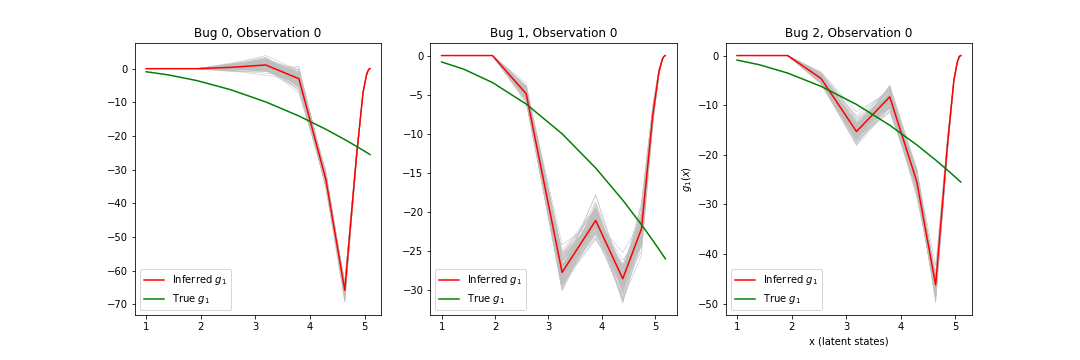 Bug 0, Observation 0
0
−10
−20
−30
−40
−50
−60
−70
1 2 3 4 5
Inferred g₁
True g₁
Bug 1, Observation 0
0
−5
−10
−15
−20
−25
−30
1 2 3 4 5
Inferred g₁
True g₁
Bug 2, Observation 0
g₁(x)
0
−10
−20
−30
−40
−50
1 2 3 4 5
x (latent states)
Inferred g₁
True g₁